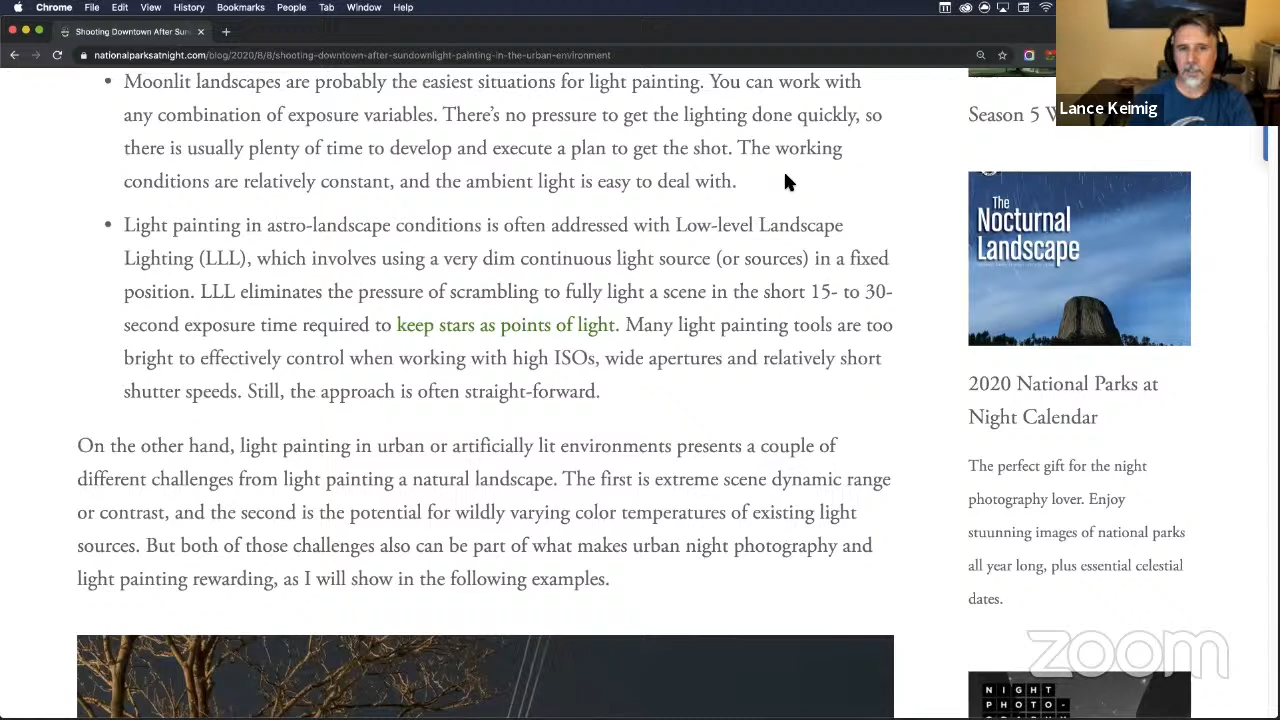 Chrome File Edit View History Bookmarks People Tab Window Help
Shooting Downtown After Sun
nationalparksatnight.com/blog/2020/8/8/shooting-downtown-after-sundownlight-painting-in-the-urban-environment
Lance Keimig
• Moonlit landscapes are probably the easiest situations for light painting. You can work with
any combination of exposure variables. There’s no pressure to get the lighting done quickly, so
there is usually plenty of time to develop and execute a plan to get the shot. The working
conditions are relatively constant, and the ambient light is easy to deal with.
• Light painting in astro-landscape conditions is often addressed with Low-level Landscape
Lighting (LLL), which involves using a very dim continuous light source (or sources) in a fixed
position. LLL eliminates the pressure of scrambling to fully light a scene in the short 15- to 30-
second exposure time required to keep stars as points of light. Many light painting tools are too
bright to effectively control when working with high ISOs, wide apertures and relatively short
shutter speeds. Still, the approach is often straight-forward.
On the other hand, light painting in urban or artificially lit environments presents a couple of
different challenges from light painting a natural landscape. The first is extreme scene dynamic range
or contrast, and the second is the potential for wildly varying color temperatures of existing light
sources. But both of those challenges also can be part of what makes urban night photography and
light painting rewarding, as I will show in the following examples.
Season 5
The
Nocturnal
Landscape
2020 National Parks at
Night Calendar
The perfect gift for the night
photography lover. Enjoy
stuunning images of national parks
all year long, plus essential celestial
dates.
zoom
NIGHT
PHOTO-